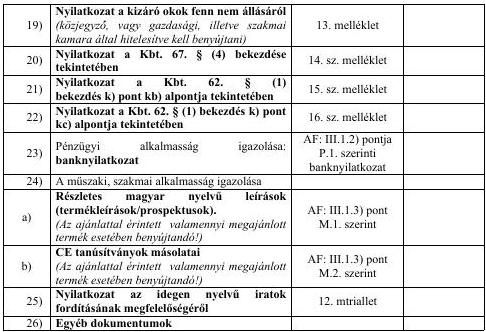 19) Nyilatkozat a kizáró okok fenn nem állásáról
(közjegyző, vagy gazdasági, illetve szakmai
kamara által hitelesítve kell benyújtani)
13. melléklet
20) Nyilatkozat a Kbt. 67. § (4) bekezdése
tekintetében
14. sz. melléklet
21) Nyilatkozat a Kbt. 62. § (1)
bekezdés k) pont kb) alpontja tekintetében
15. sz. melléklet
22) Nyilatkozat a Kbt. 62. § (1) bekezdés k) pont
kc) alpontja tekintetében
16. sz. melléklet
23) Pénzügyi alkalmasság igazolása:
banknyilatkozat
AF: III.1.2) pontja
P.1. szerinti
banknyilatkozat
24) A műszaki, szakmai alkalmasság igazolása
a) Részletes magyar nyelvű leírások
(termékleírások/prospektusok).
(Az ajánlattal érintett valamennyi megajánlott
termék esetében benyújtandó!)
AF: III.1.3) pont
M.1. szerint
b) CE tanúsítványok másolatai
(Az ajánlattal érintett valamennyi megajánlott
termék esetében benyújtandó!)
AF: III.1.3) pont
M.2. szerint
25) Nyilatkozat az idegen nyelvű iratok
fordításának megfelelőségéről
12. mtriallet
26) Egyéb dokumentumok